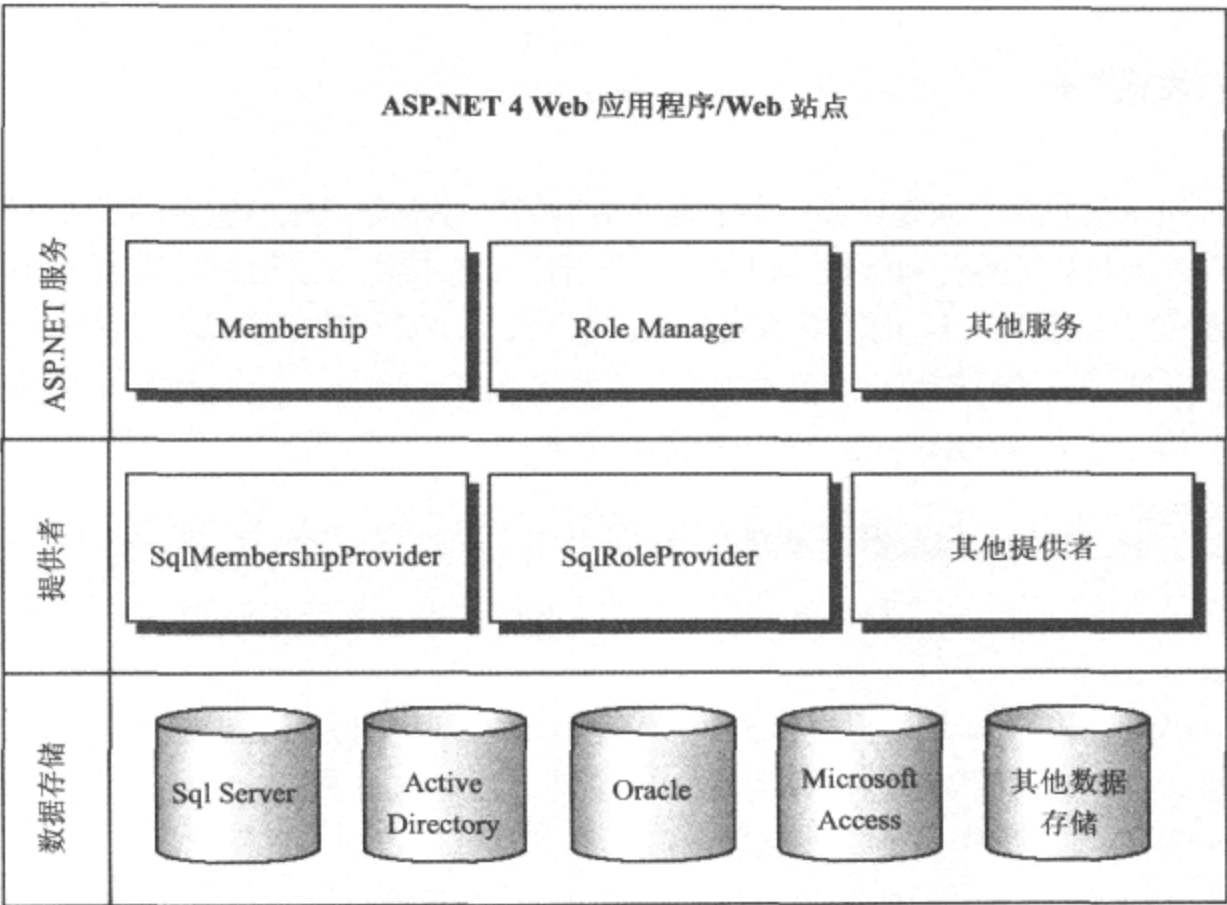 ASP.NET 4 Web 应用程序/Web 站点
ASP.NET 服务
Membership
Role Manager
其他服务
提供者
SqlMembershipProvider
SqlRoleProvider
其他提供者
数据存储
Sql Server
Active
Directory
Oracle
Microsoft
Access
其他数据
存储